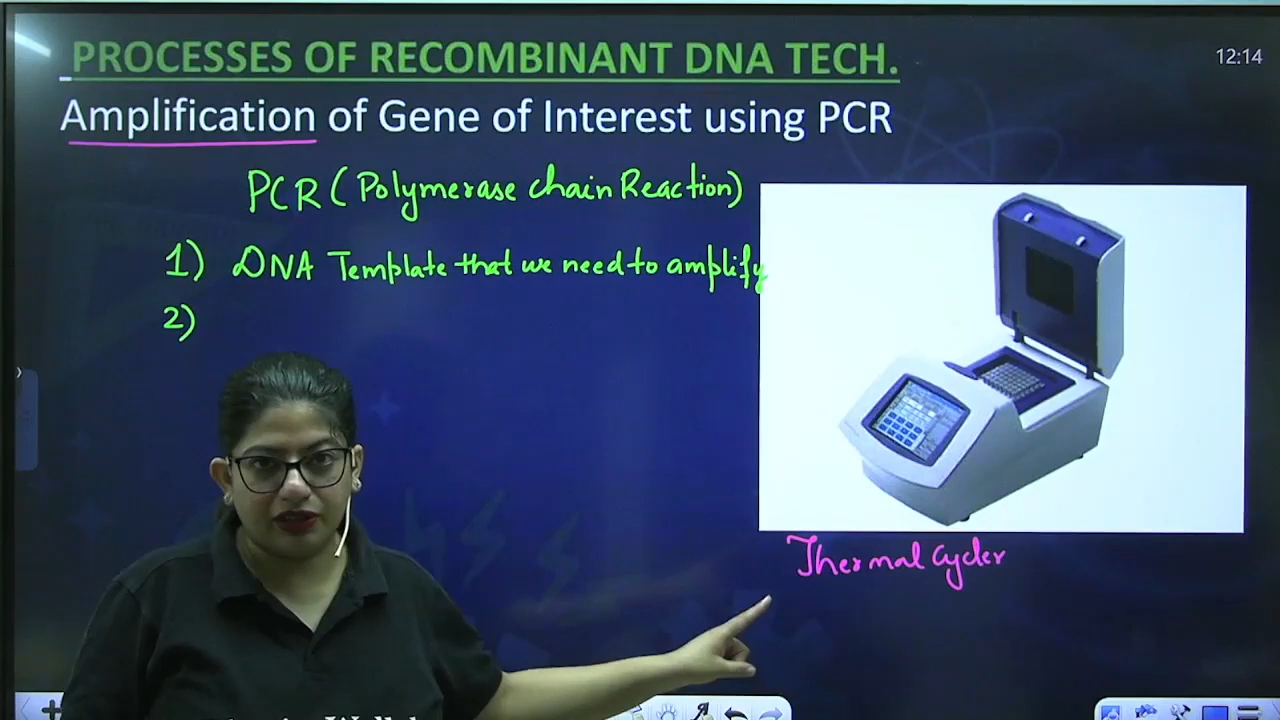 PROCESSES OF RECOMBINANT DNA TECH.
12:14
Amplification of Gene of Interest using PCR
PCR (Polymerase chain Reaction)
1) DNA Template that we need to amplify
2)
Thermal Cycler